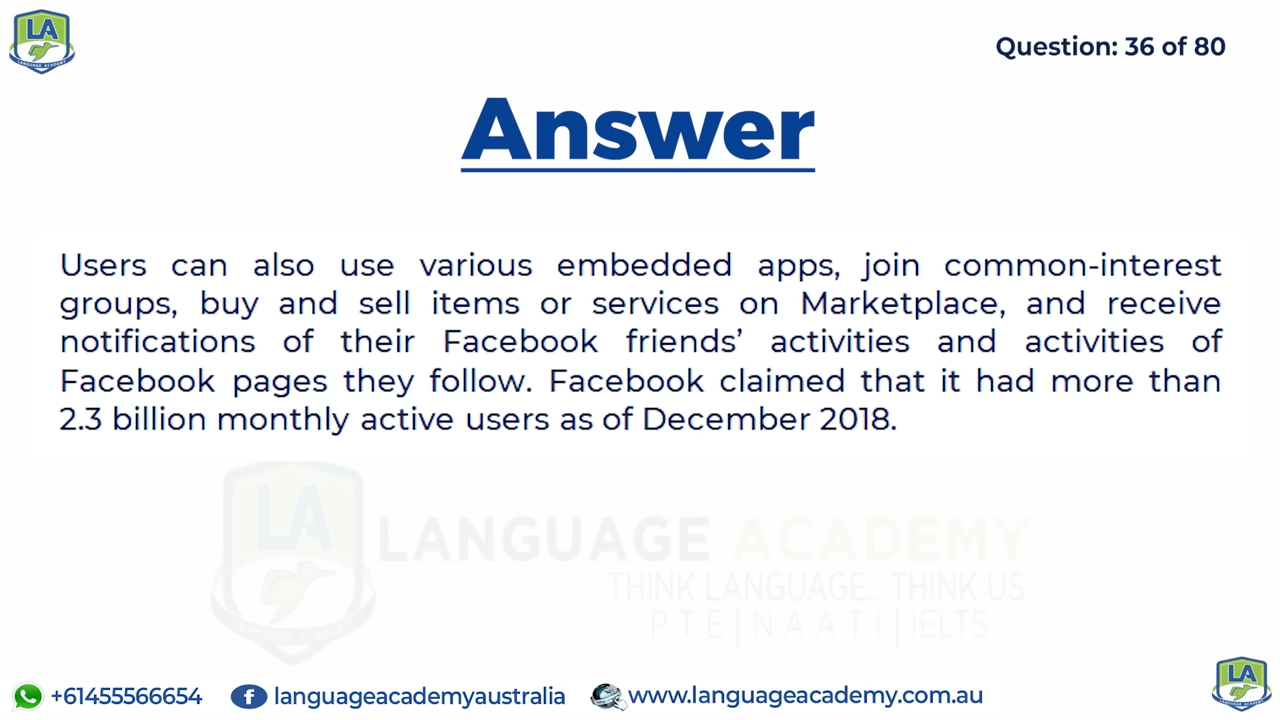 LA
LANGUAGE ACADEMY
Question: 36 of 80
Answer
Users can also use various embedded apps, join common-interest
groups, buy and sell items or services on Marketplace, and receive
notifications of their Facebook friends’ activities and activities of
Facebook pages they follow. Facebook claimed that it had more than
2.3 billion monthly active users as of December 2018.
LA
LANGUAGE ACADEMY
LANGUAGE ACADEMY
THINK LANGUAGE.. THINK US
PTE|NAATI|IELTS
+61455566654
languageacademyaustralia
www.languageacademy.com.au
LA
LANGUAGE ACADEMY